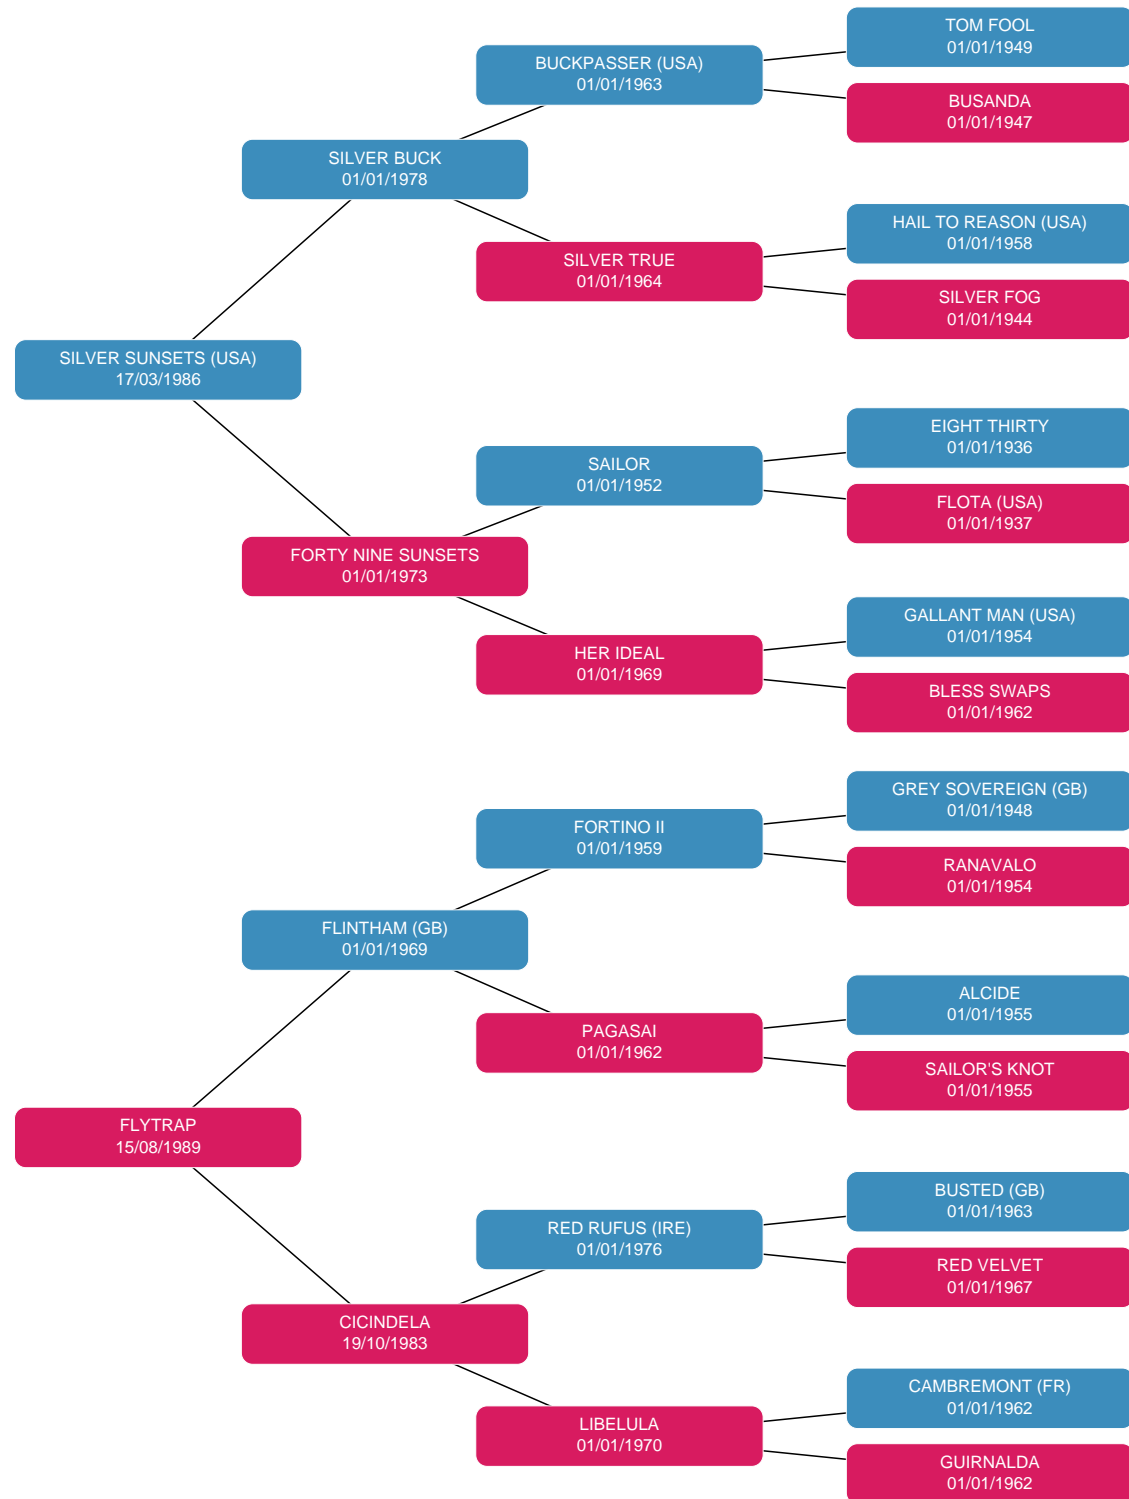 TOM FOOL
01/01/1949
BUCKPASSER (USA)
01/01/1963
BUSANDA
01/01/1947
SILVER BUCK
01/01/1978
HAIL TO REASON (USA)
01/01/1958
SILVER TRUE
01/01/1964
SILVER FOG
01/01/1944
SILVER SUNSETS (USA)
17/03/1986
EIGHT THIRTY
01/01/1936
SAILOR
01/01/1952
FLOTA (USA)
01/01/1937
FORTY NINE SUNSETS
01/01/1973
GALLANT MAN (USA)
01/01/1954
HER IDEAL
01/01/1969
BLESS SWAPS
01/01/1962
GREY SOVEREIGN (GB)
01/01/1948
FORTINO II
01/01/1959
RANAVALO
01/01/1954
FLINTHAM (GB)
01/01/1969
ALCIDE
01/01/1955
PAGASAI
01/01/1962
SAILOR'S KNOT
01/01/1955
FLYTRAP
15/08/1989
BUSTED (GB)
01/01/1963
RED RUFUS (IRE)
01/01/1976
RED VELVET
01/01/1967
CICINDELA
19/10/1983
CAMBREMONT (FR)
01/01/1962
LIBELULA
01/01/1970
GUIRNALDA
01/01/1962